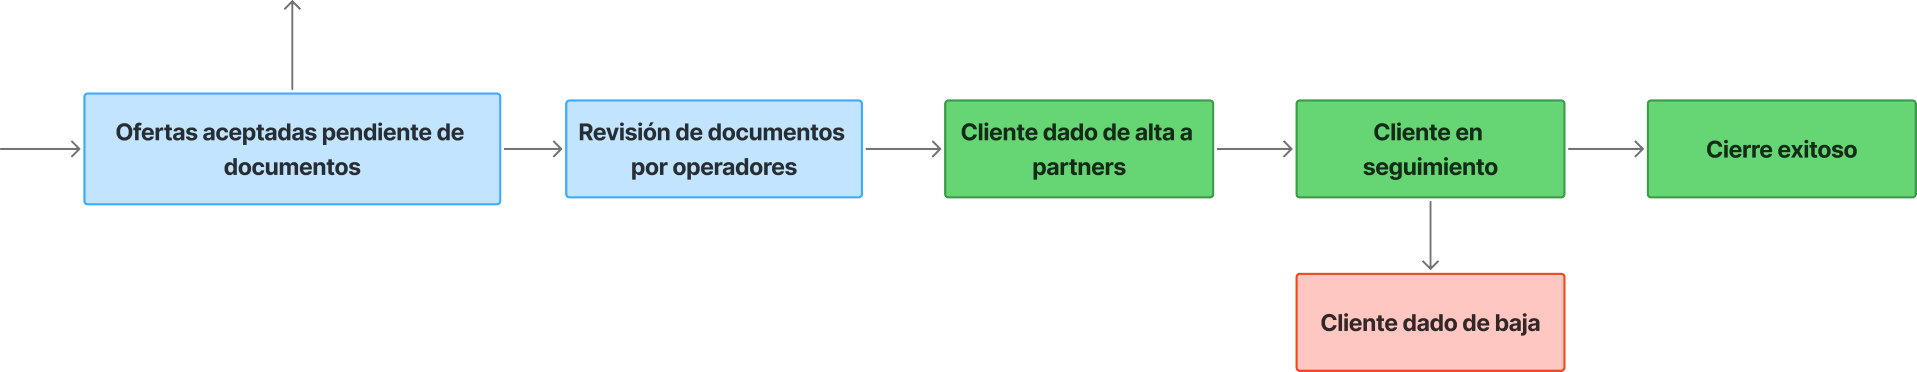 Ofertas aceptadas pendiente de
documentos
Revisión de documentos
por operadores
Cliente dado de alta a
partners
Cliente en
seguimiento
Cierre exitoso
Cliente dado de baja